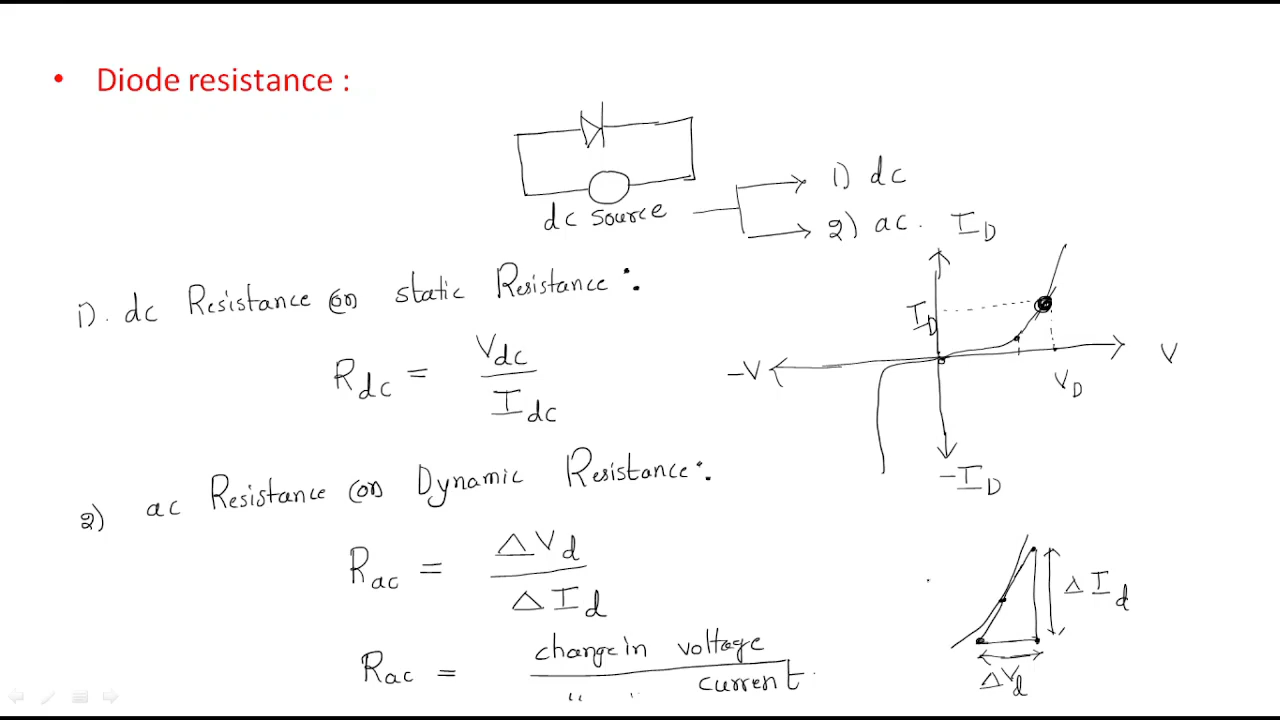 • Diode resistance :
dc source
1) dc
2) ac.
I_D
1). dc Resistance (or) static Resistance :.
R_dc = V_dc / I_dc
I_D
-V
V
V_D
-I_D
2) ac Resistance (or) Dynamic Resistance :.
R_ac = ΔV_d / ΔI_d
R_ac = change in voltage / " " current
ΔI_d
ΔV_d